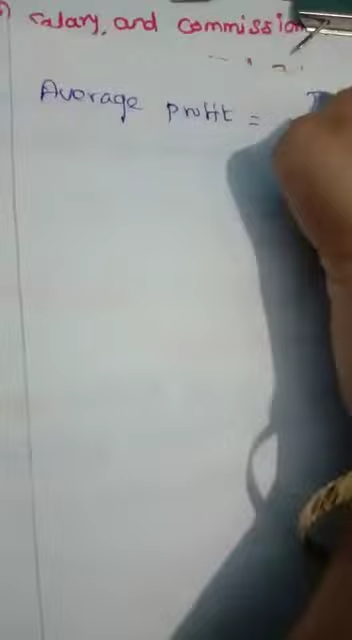 Salary, and commission
Average profit =